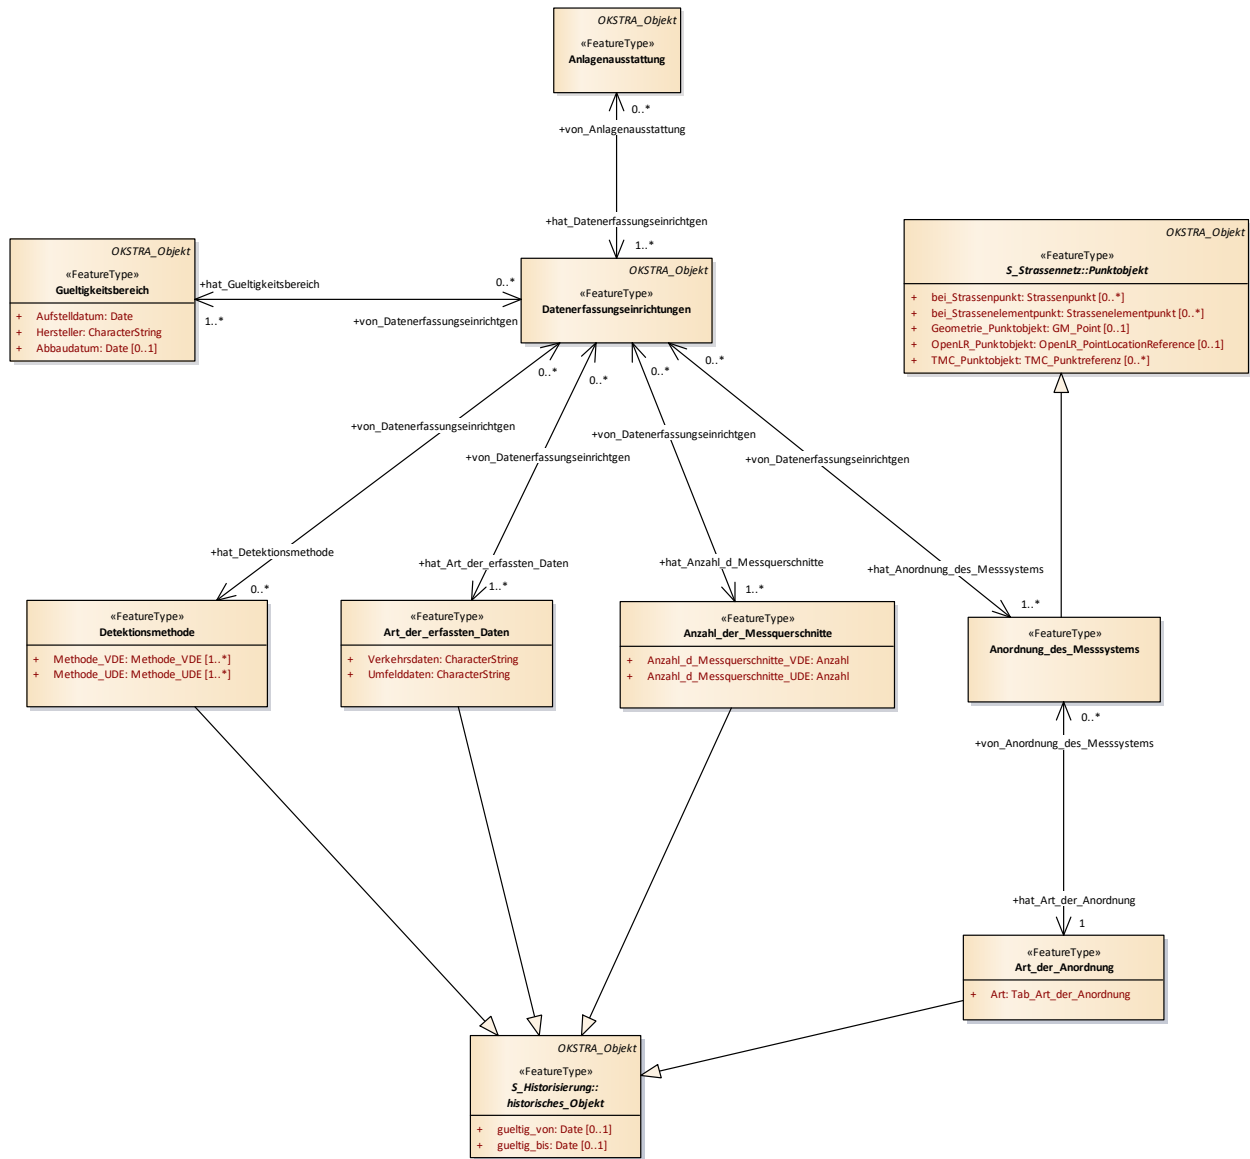 OKSTRA_Objekt
«FeatureType»
Anlagenausstattung
0..*
+von_Anlagenausstattung
+hat_Datenerfassungseinrichtgen
1..*
OKSTRA_Objekt
«FeatureType»
Gueltigkeitsbereich
+ Aufstelldatum: Date
+ Hersteller: CharacterString
+ Abbaudatum: Date [0..1]
+hat_Gueltigkeitsbereich
1..*
0..*
+von_Datenerfassungseinrichtgen
OKSTRA_Objekt
«FeatureType»
Datenerfassungseinrichtungen
OKSTRA_Objekt
«FeatureType»
S_Strassennetz::Punktobjekt
+ bei_Strassenpunkt: Strassenpunkt [0..*]
+ bei_Strassenelementpunkt: Strassenelementpunkt [0..*]
+ Geometrie_Punktobjekt: GM_Point [0..1]
+ OpenLR_Punktobjekt: OpenLR_PointLocationReference [0..1]
+ TMC_Punktobjekt: TMC_Punktreferenz [0..*]
0..*
0..*
0..*
0..*
+von_Datenerfassungseinrichtgen
+von_Datenerfassungseinrichtgen
+von_Datenerfassungseinrichtgen
+von_Datenerfassungseinrichtgen
+hat_Detektionsmethode
0..*
+hat_Art_der_erfassten_Daten
1..*
+hat_Anzahl_d_Messquerschnitte
1..*
+hat_Anordnung_des_Messsystems
1..*
«FeatureType»
Detektionsmethode
+ Methode_VDE: Methode_VDE [1..*]
+ Methode_UDE: Methode_UDE [1..*]
«FeatureType»
Art_der_erfassten_Daten
+ Verkehrsdaten: CharacterString
+ Umfelddaten: CharacterString
«FeatureType»
Anzahl_der_Messquerschnitte
+ Anzahl_d_Messquerschnitte_VDE: Anzahl
+ Anzahl_d_Messquerschnitte_UDE: Anzahl
«FeatureType»
Anordnung_des_Messsystems
0..*
+von_Anordnung_des_Messsystems
+hat_Art_der_Anordnung
1
«FeatureType»
Art_der_Anordnung
+ Art: Tab_Art_der_Anordnung
OKSTRA_Objekt
«FeatureType»
S_Historisierung::
historisches_Objekt
+ gueltig_von: Date [0..1]
+ gueltig_bis: Date [0..1]